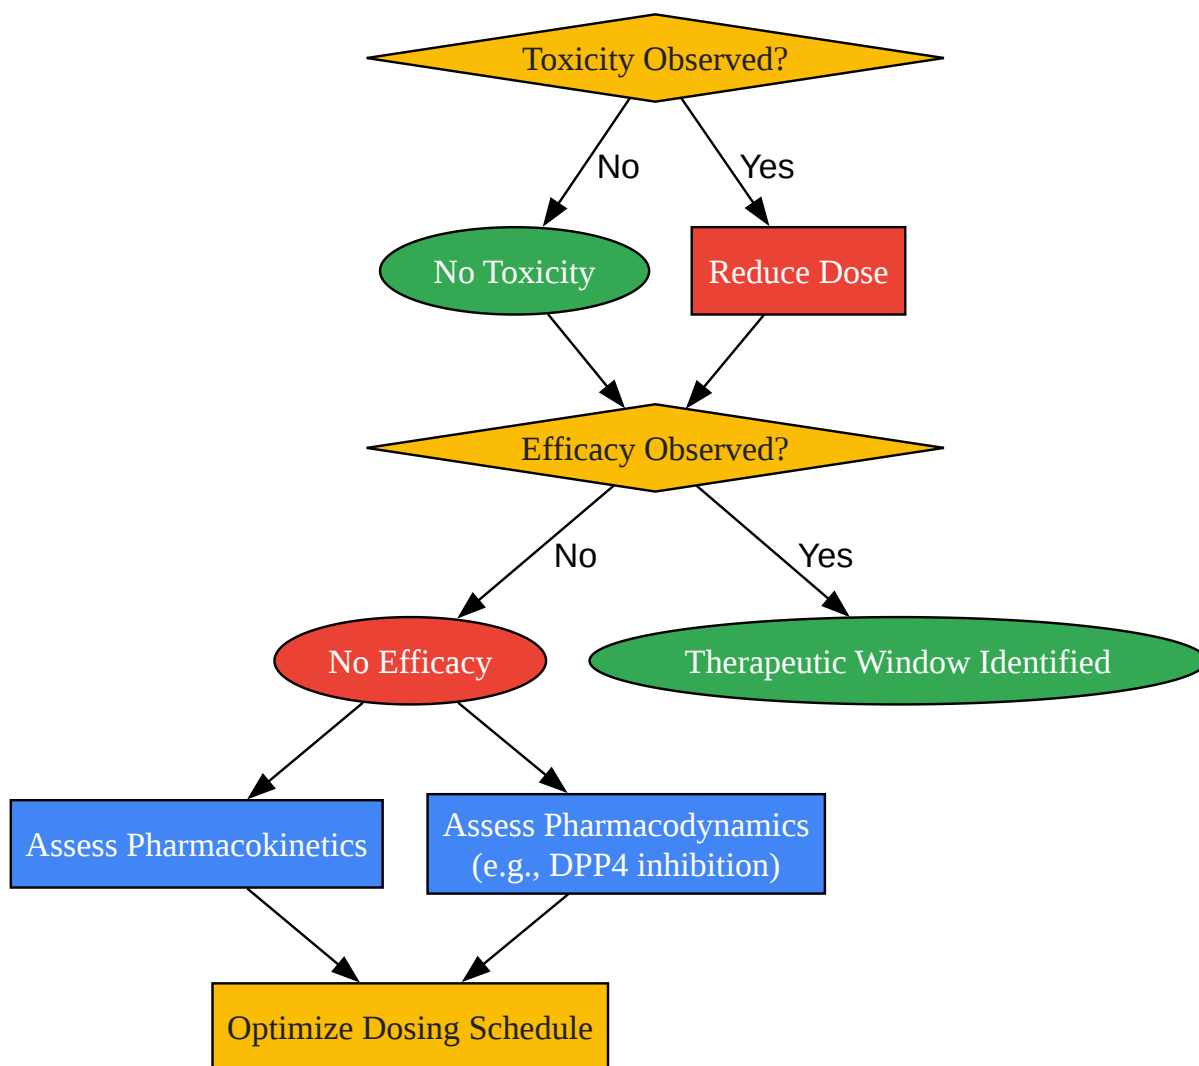 Toxicity Observed?
No
Yes
No Toxicity
Reduce Dose
Efficacy Observed?
No
Yes
No Efficacy
Therapeutic Window Identified
Assess Pharmacokinetics
Assess Pharmacodynamics
(e.g., DPP4 inhibition)
Optimize Dosing Schedule